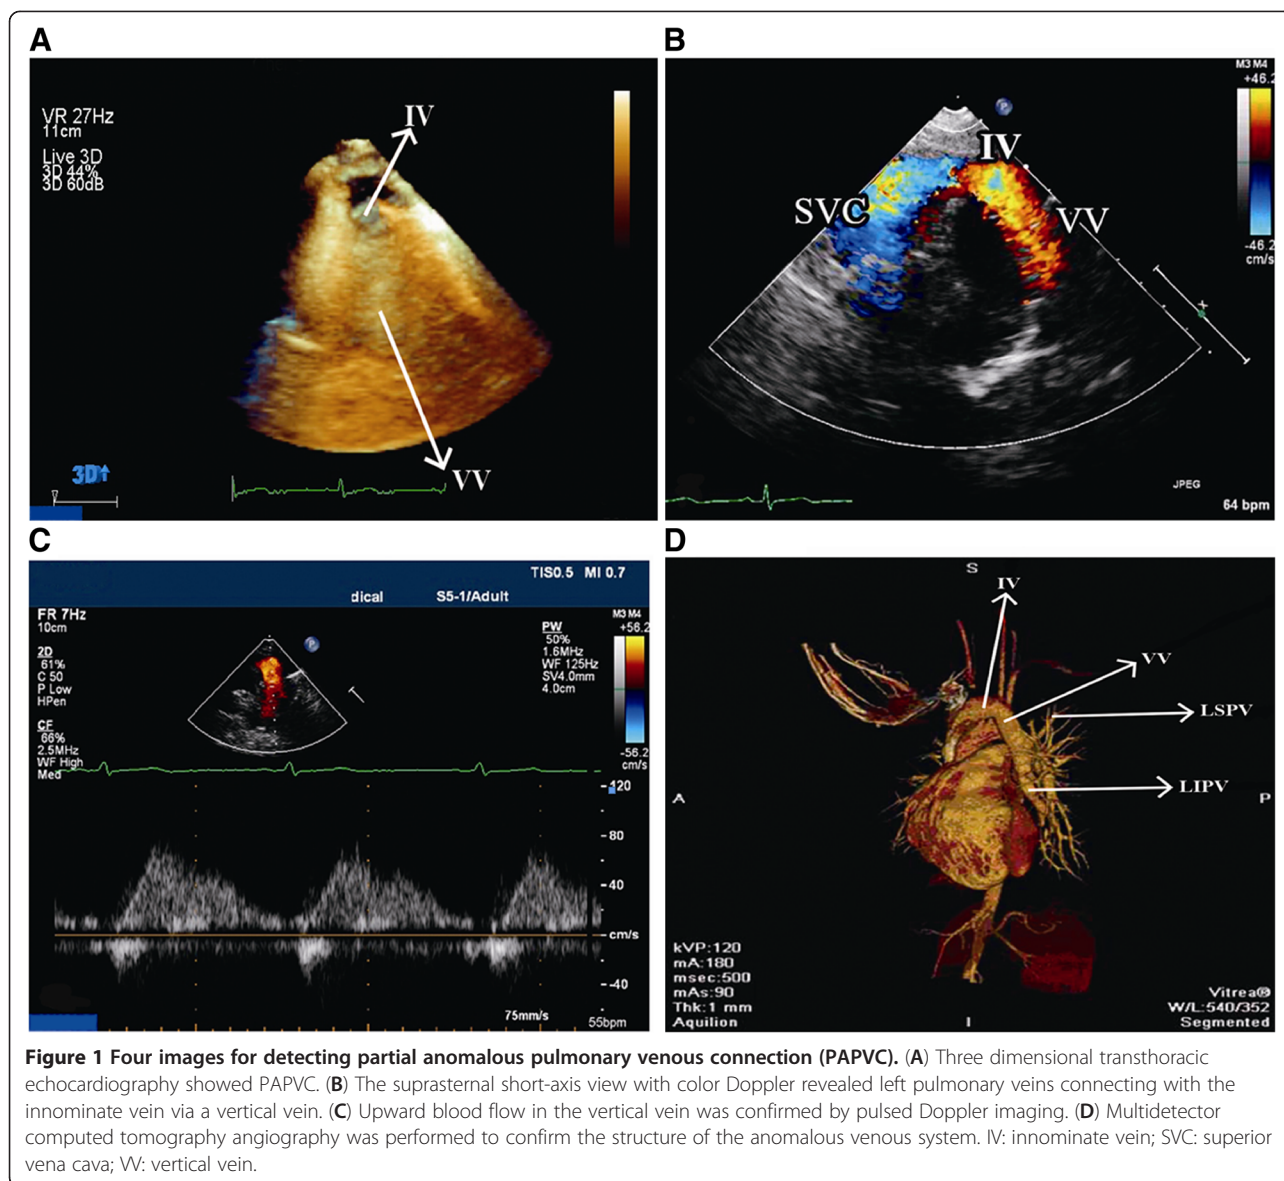 A
VR 27Hz
11cm
Live 3D
3D 44%
3D 60dB
IV
VV
3D
B
M3 M4
+46.2
-46.2
cm/s
IV
SVC
VV
P
x
JPEG
64 bpm
C
TIS0.5 MI 0.7
dical S5-1/Adult
FR 7Hz
10cm
2D
61%
C 50
P Low
HPen
CF
66%
2.5MHz
WF High
Med
P
PW
50%
1.6MHz
WF 125Hz
SV4.0mm
4.0cm
M3 M4
+56.2
-56.2
cm/s
-120
-80
-40
-cm/s
--40
75mm/s
55bpm
D
S
IV
VV
LSPV
LIPV
A
P
kVP:120
mA:180
msec:500
mAs:90
Thk:1 mm
Aquilion
I
Vitrea®
W/L:540/352
Segmented
Figure 1 Four images for detecting partial anomalous pulmonary venous connection (PAPVC). (A) Three dimensional transthoracic
echocardiography showed PAPVC. (B) The suprasternal short-axis view with color Doppler revealed left pulmonary veins connecting with the
innominate vein via a vertical vein. (C) Upward blood flow in the vertical vein was confirmed by pulsed Doppler imaging. (D) Multidetector
computed tomography angiography was performed to confirm the structure of the anomalous venous system. IV: innominate vein; SVC: superior
vena cava; VV: vertical vein.